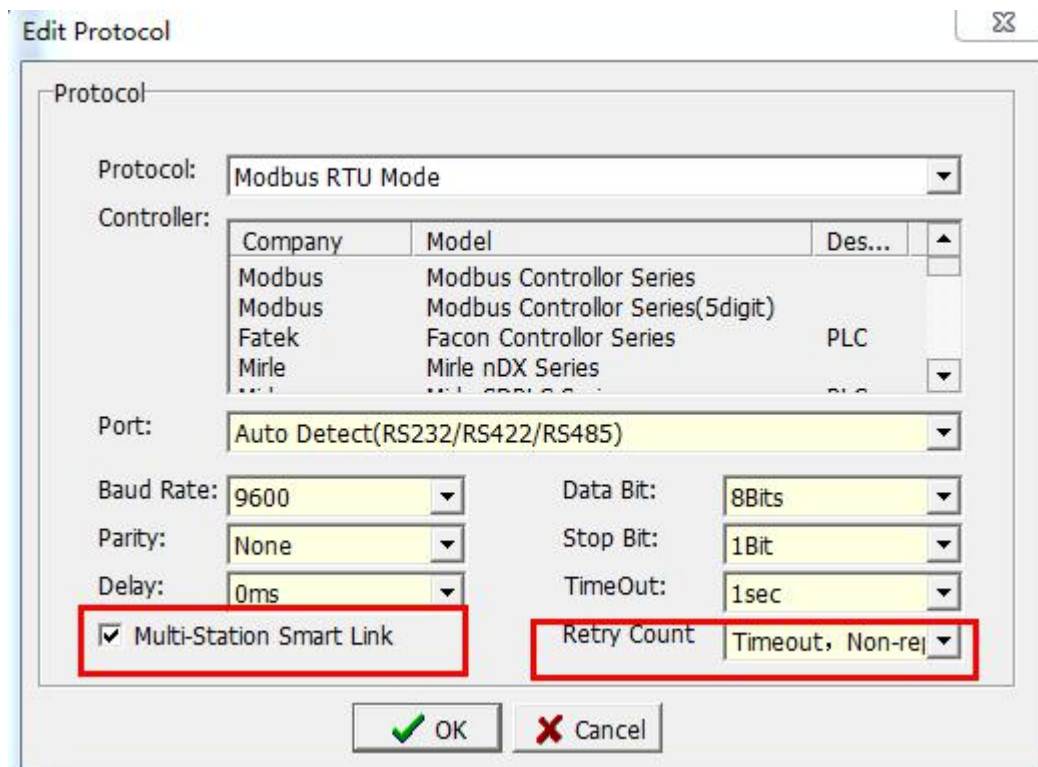 Edit Protocol
Protocol
Protocol: Modbus RTU Mode
Controller:
Company Model Des...
Modbus Modbus Controllor Series
Modbus Modbus Controllor Series(5digit)
Fatek Facon Controllor Series PLC
Mirle Mirle nDX Series
Port: Auto Detect(RS232/RS422/RS485)
Baud Rate: 9600 Data Bit: 8Bits
Parity: None Stop Bit: 1Bit
Delay: 0ms TimeOut: 1sec
Multi-Station Smart Link Retry Count Timeout，Non-rep
OK Cancel